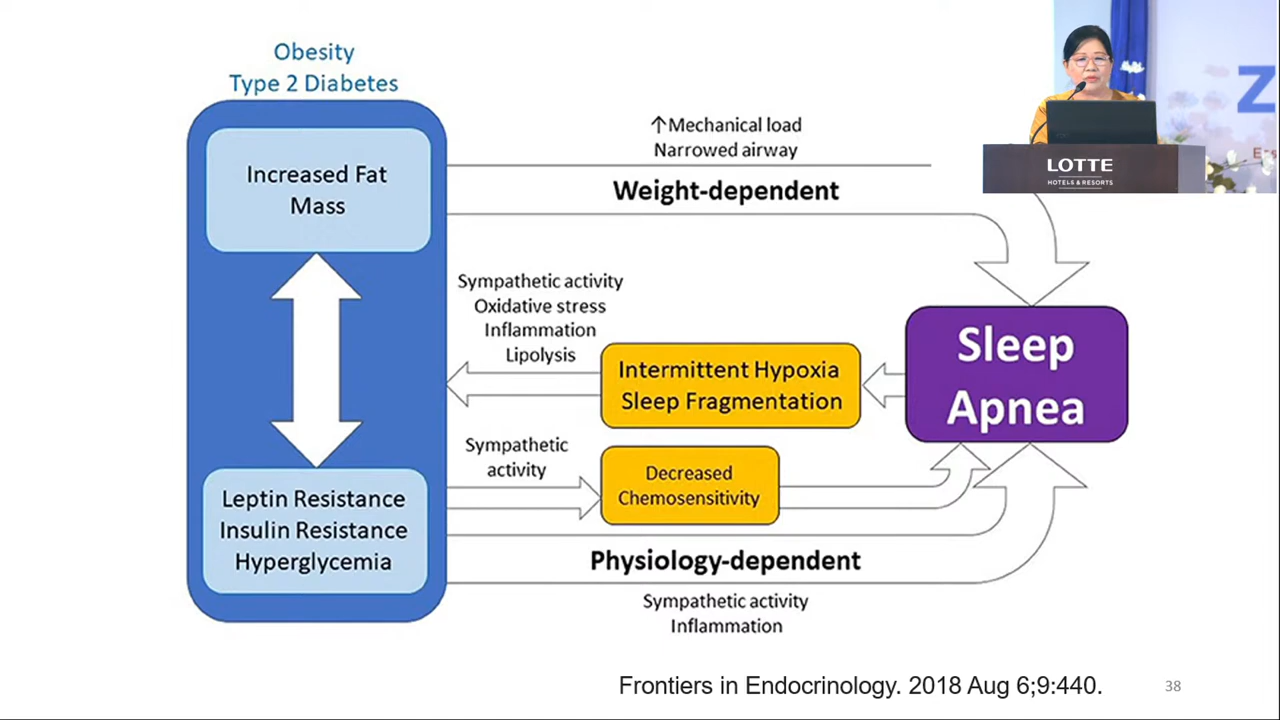 Obesity
Type 2 Diabetes
Increased Fat
Mass
Leptin Resistance
Insulin Resistance
Hyperglycemia
↑Mechanical load
Narrowed airway
Weight-dependent
Sympathetic activity
Oxidative stress
Inflammation
Lipolysis
Intermittent Hypoxia
Sleep Fragmentation
Sleep
Apnea
Sympathetic
activity
Decreased
Chemosensitivity
Physiology-dependent
Sympathetic activity
Inflammation
Frontiers in Endocrinology. 2018 Aug 6;9:440.
38
LOTTE
HOTELS & RESORTS
Z